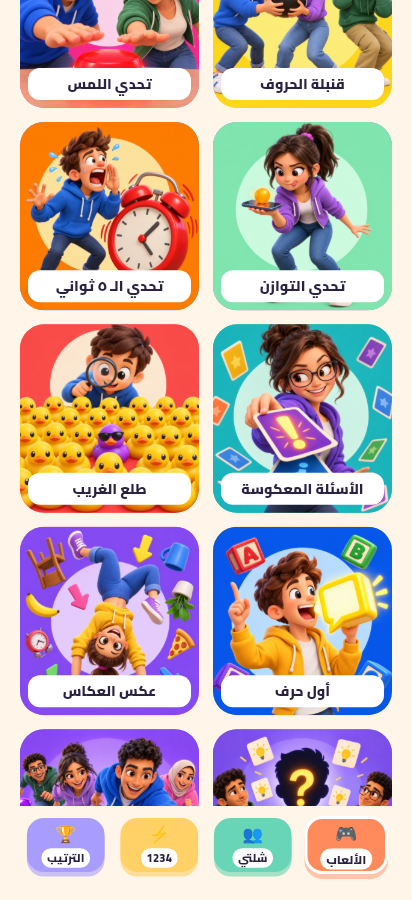 قنبلة الحروف
تحدي اللمس
تحدي التوازن
تحدي الـ ٥ ثواني
الأسئلة المعكوسة
طلع الغريب
A
B
أول حرف
عكس العكاس
?
الألعاب
شلتي
1234
الترتيب